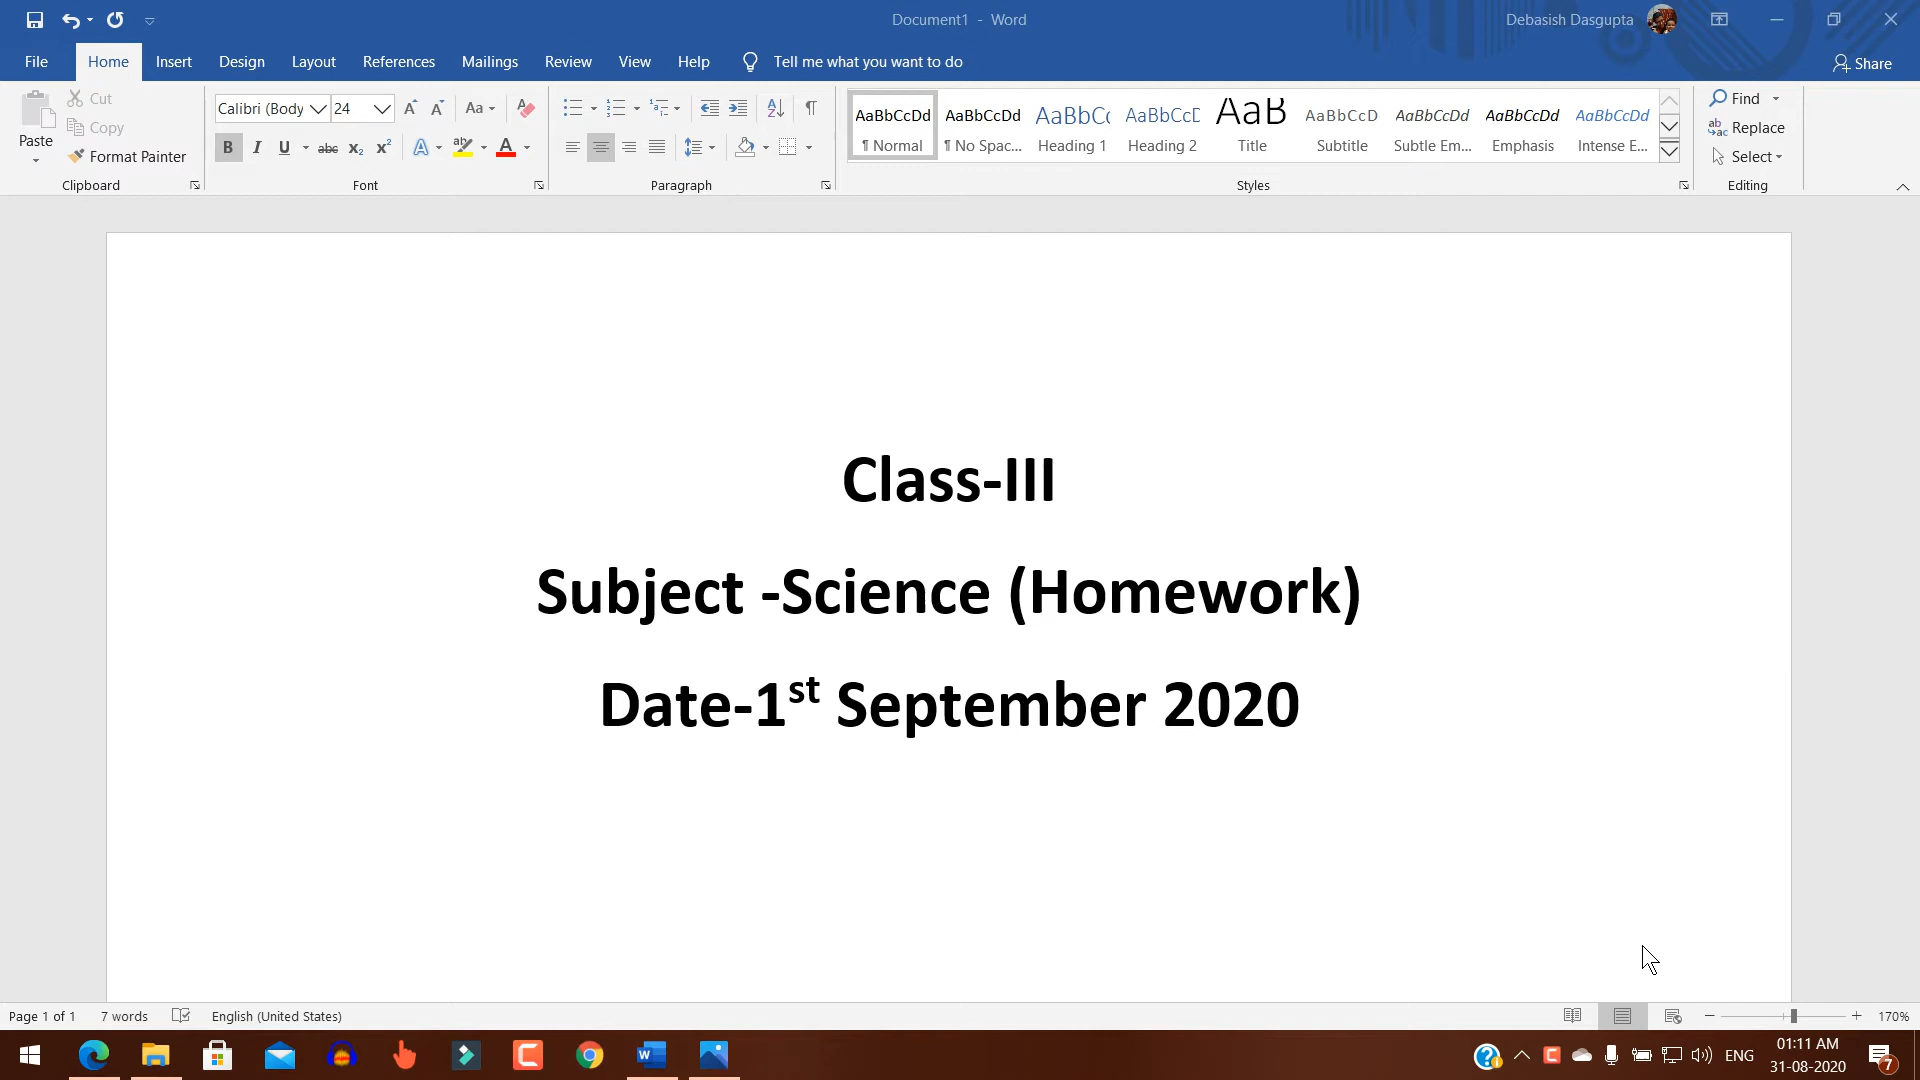 Document1 - Word
Debasish Dasgupta
File Home Insert Design Layout References Mailings Review View Help Tell me what you want to do Share
Paste
Cut
Copy
Format Painter
Clipboard
Calibri (Body 24
Font
Paragraph
AaBbCcDd AaBbCcDd AaBbCc AaBbCcD AaB AaBbCcD AaBbCcDd AaBbCcDd AaBbCcDd
¶ Normal ¶ No Spac... Heading 1 Heading 2 Title Subtitle Subtle Em... Emphasis Intense E...
Styles
Find
Replace
Select
Editing
Class-III
Subject -Science (Homework)
Date-1st September 2020
Page 1 of 1 7 words English (United States) 170%
ENG
01:11 AM
31-08-2020
7